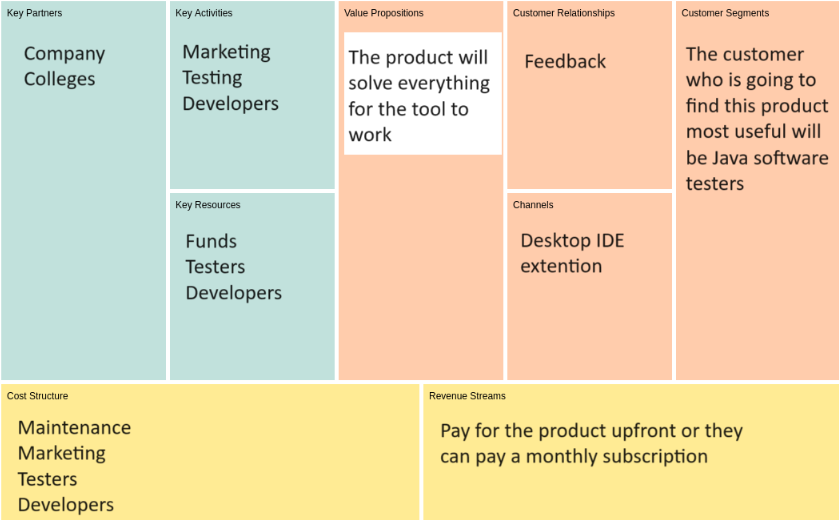 Key Partners
Company
Colleges
Key Activities
Marketing
Testing
Developers
Key Resources
Funds
Testers
Developers
Value Propositions
The product will
solve everything
for the tool to
work
Customer Relationships
Feedback
Channels
Desktop IDE
extention
Customer Segments
The customer
who is going to
find this product
most useful will
be Java software
testers
Cost Structure
Maintenance
Marketing
Testers
Developers
Revenue Streams
Pay for the product upfront or they
can pay a monthly subscription